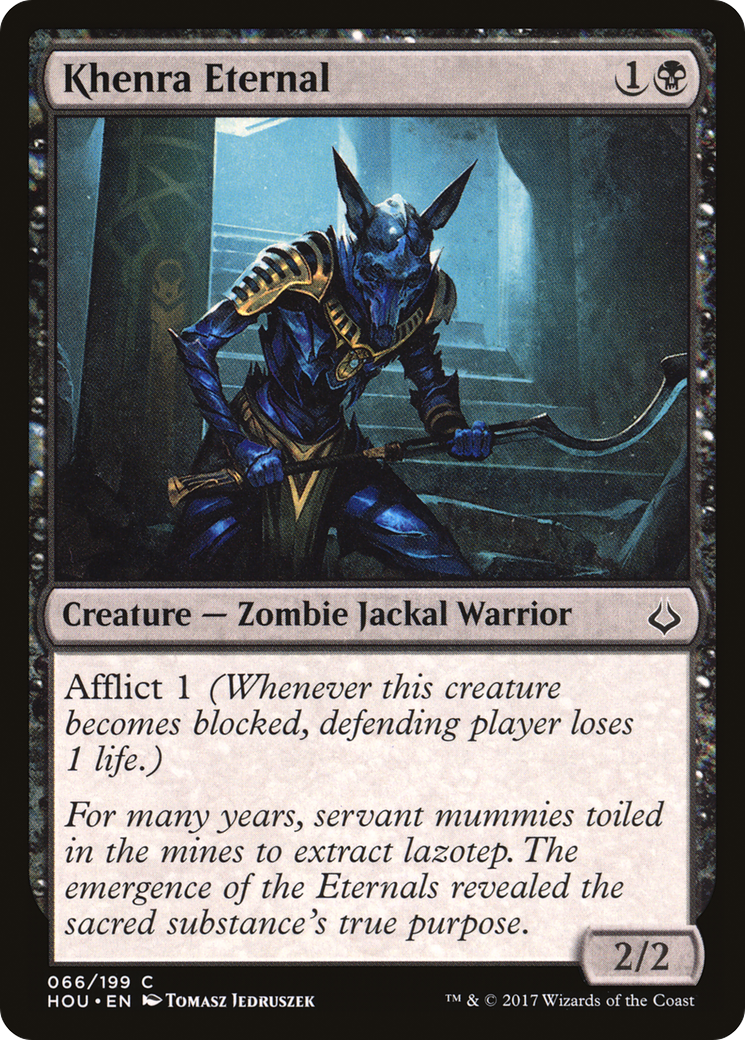 Khenra Eternal 1
Creature — Zombie Jackal Warrior
Afflict 1 (Whenever this creature
becomes blocked, defending player loses
1 life.)
For many years, servant mummies toiled
in the mines to extract lazotep. The
emergence of the Eternals revealed the
sacred substance's true purpose.
2/2
066/199 C
HOU • EN Tomasz Jedruszek
™ & © 2017 Wizards of the Coast